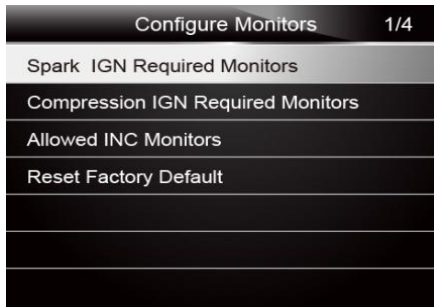 Configure Monitors 1/4
Spark IGN Required Monitors
Compression IGN Required Monitors
Allowed INC Monitors
Reset Factory Default